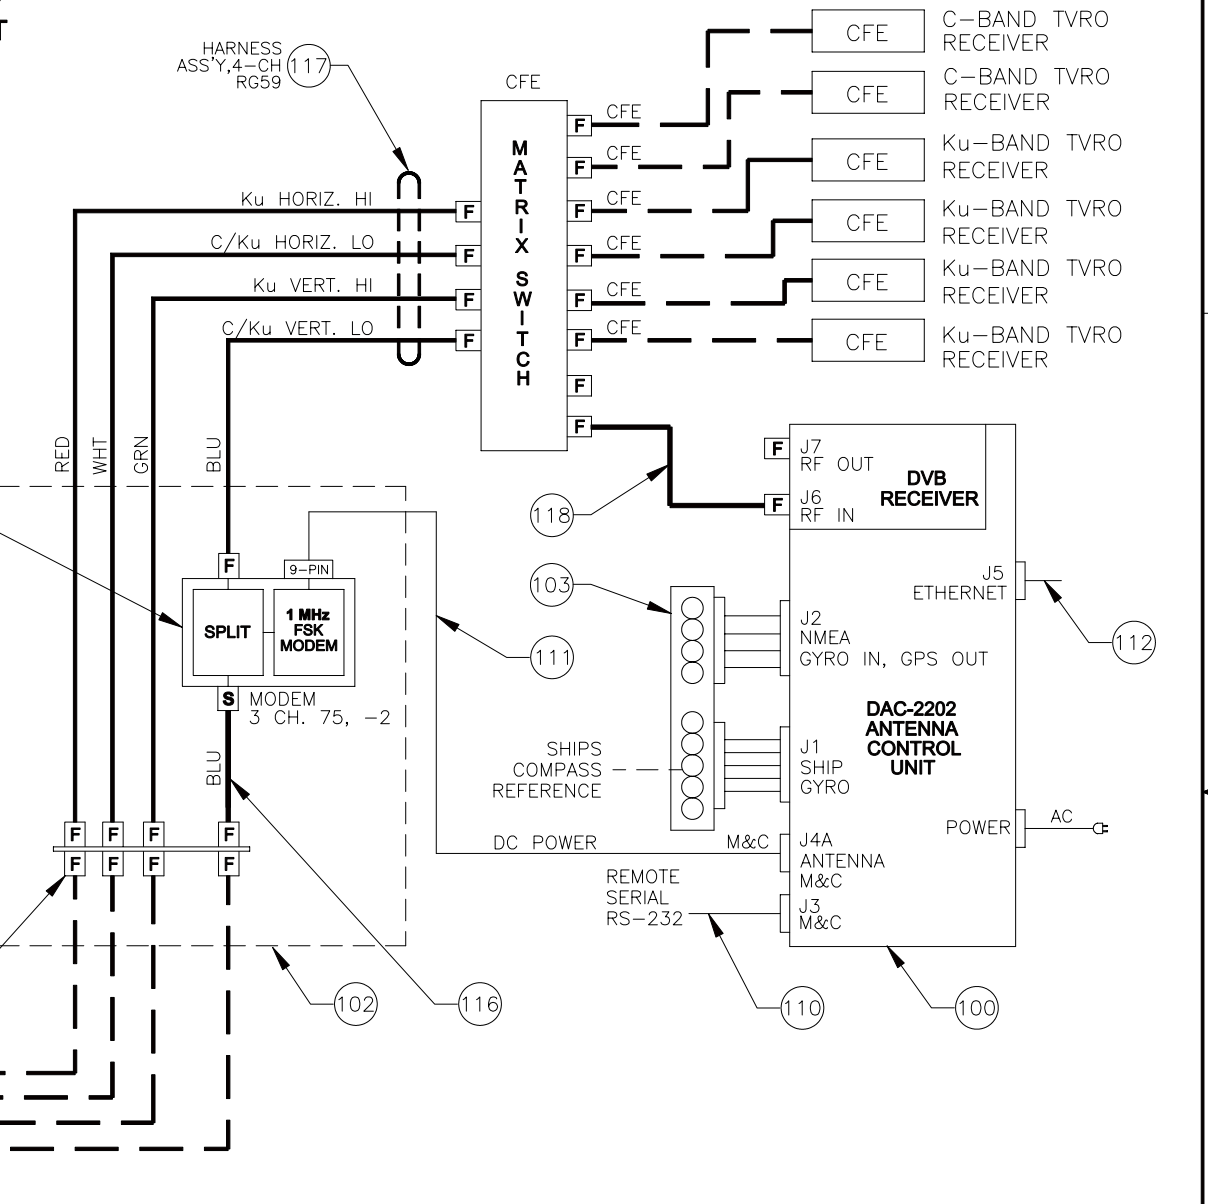 T
HARNESS
ASS'Y,4-CH
RG59
117
CFE
MATRIX SWITCH
F
F
F
F
F
F
F
F
F
F
F
F
CFE
CFE
CFE
CFE
CFE
CFE
CFE
C-BAND TVRO
RECEIVER
CFE
C-BAND TVRO
RECEIVER
CFE
Ku-BAND TVRO
RECEIVER
CFE
Ku-BAND TVRO
RECEIVER
CFE
Ku-BAND TVRO
RECEIVER
CFE
Ku-BAND TVRO
RECEIVER
Ku HORIZ. HI
C/Ku HORIZ. LO
Ku VERT. HI
C/Ku VERT. LO
RED
WHT
GRN
BLU
118
F
J7
RF OUT
F
J6
RF IN
DVB
RECEIVER
F
9-PIN
SPLIT
1 MHz
FSK
MODEM
S
MODEM
3 CH. 75, -2
BLU
111
103
J5
ETHERNET
112
J2
NMEA
GYRO IN, GPS OUT
DAC-2202
ANTENNA
CONTROL
UNIT
SHIPS
COMPASS
REFERENCE
J1
SHIP
GYRO
POWER
AC
DC POWER
M&C
J4A
ANTENNA
M&C
REMOTE
SERIAL
RS-232
J3
M&C
F
F
F
F
F
F
F
F
102
116
110
100